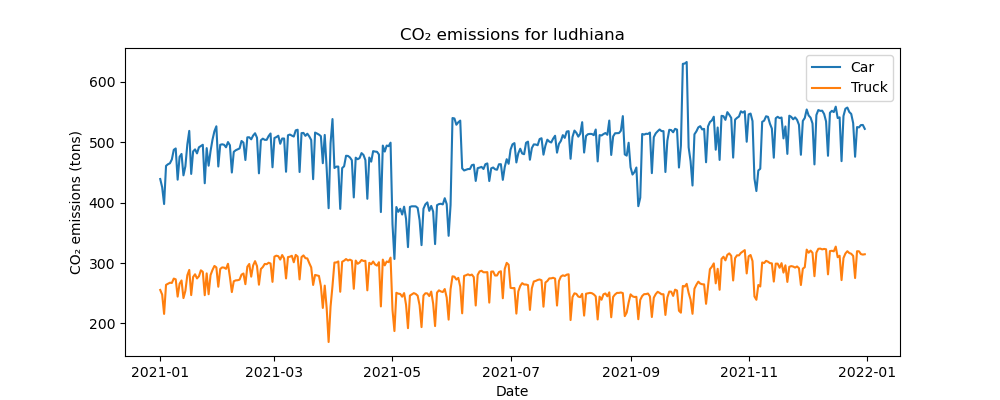 CO₂ emissions for ludhiana
Car
Truck
CO₂ emissions (tons)
600
500
400
300
200
2021-01 2021-03 2021-05 2021-07 2021-09 2021-11 2022-01
Date